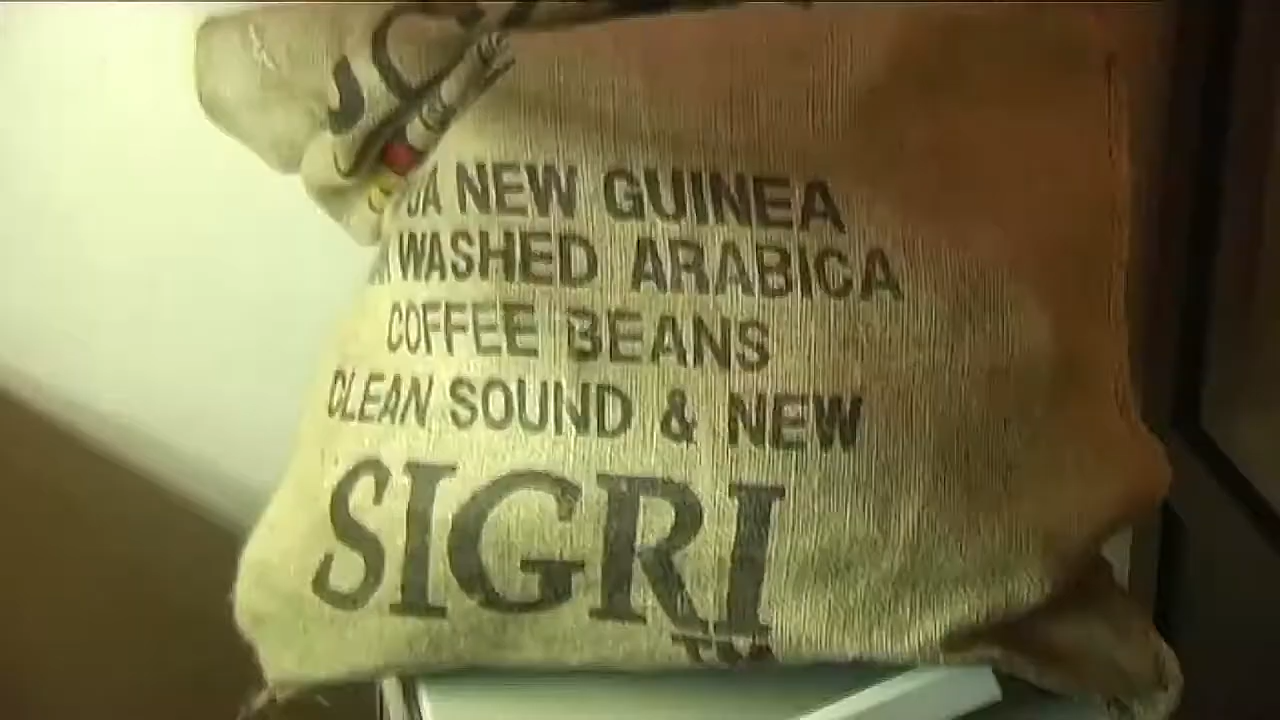 NEW GUINEA
WASHED ARABICA
COFFEE BEANS
CLEAN SOUND & NEW
SIGRI